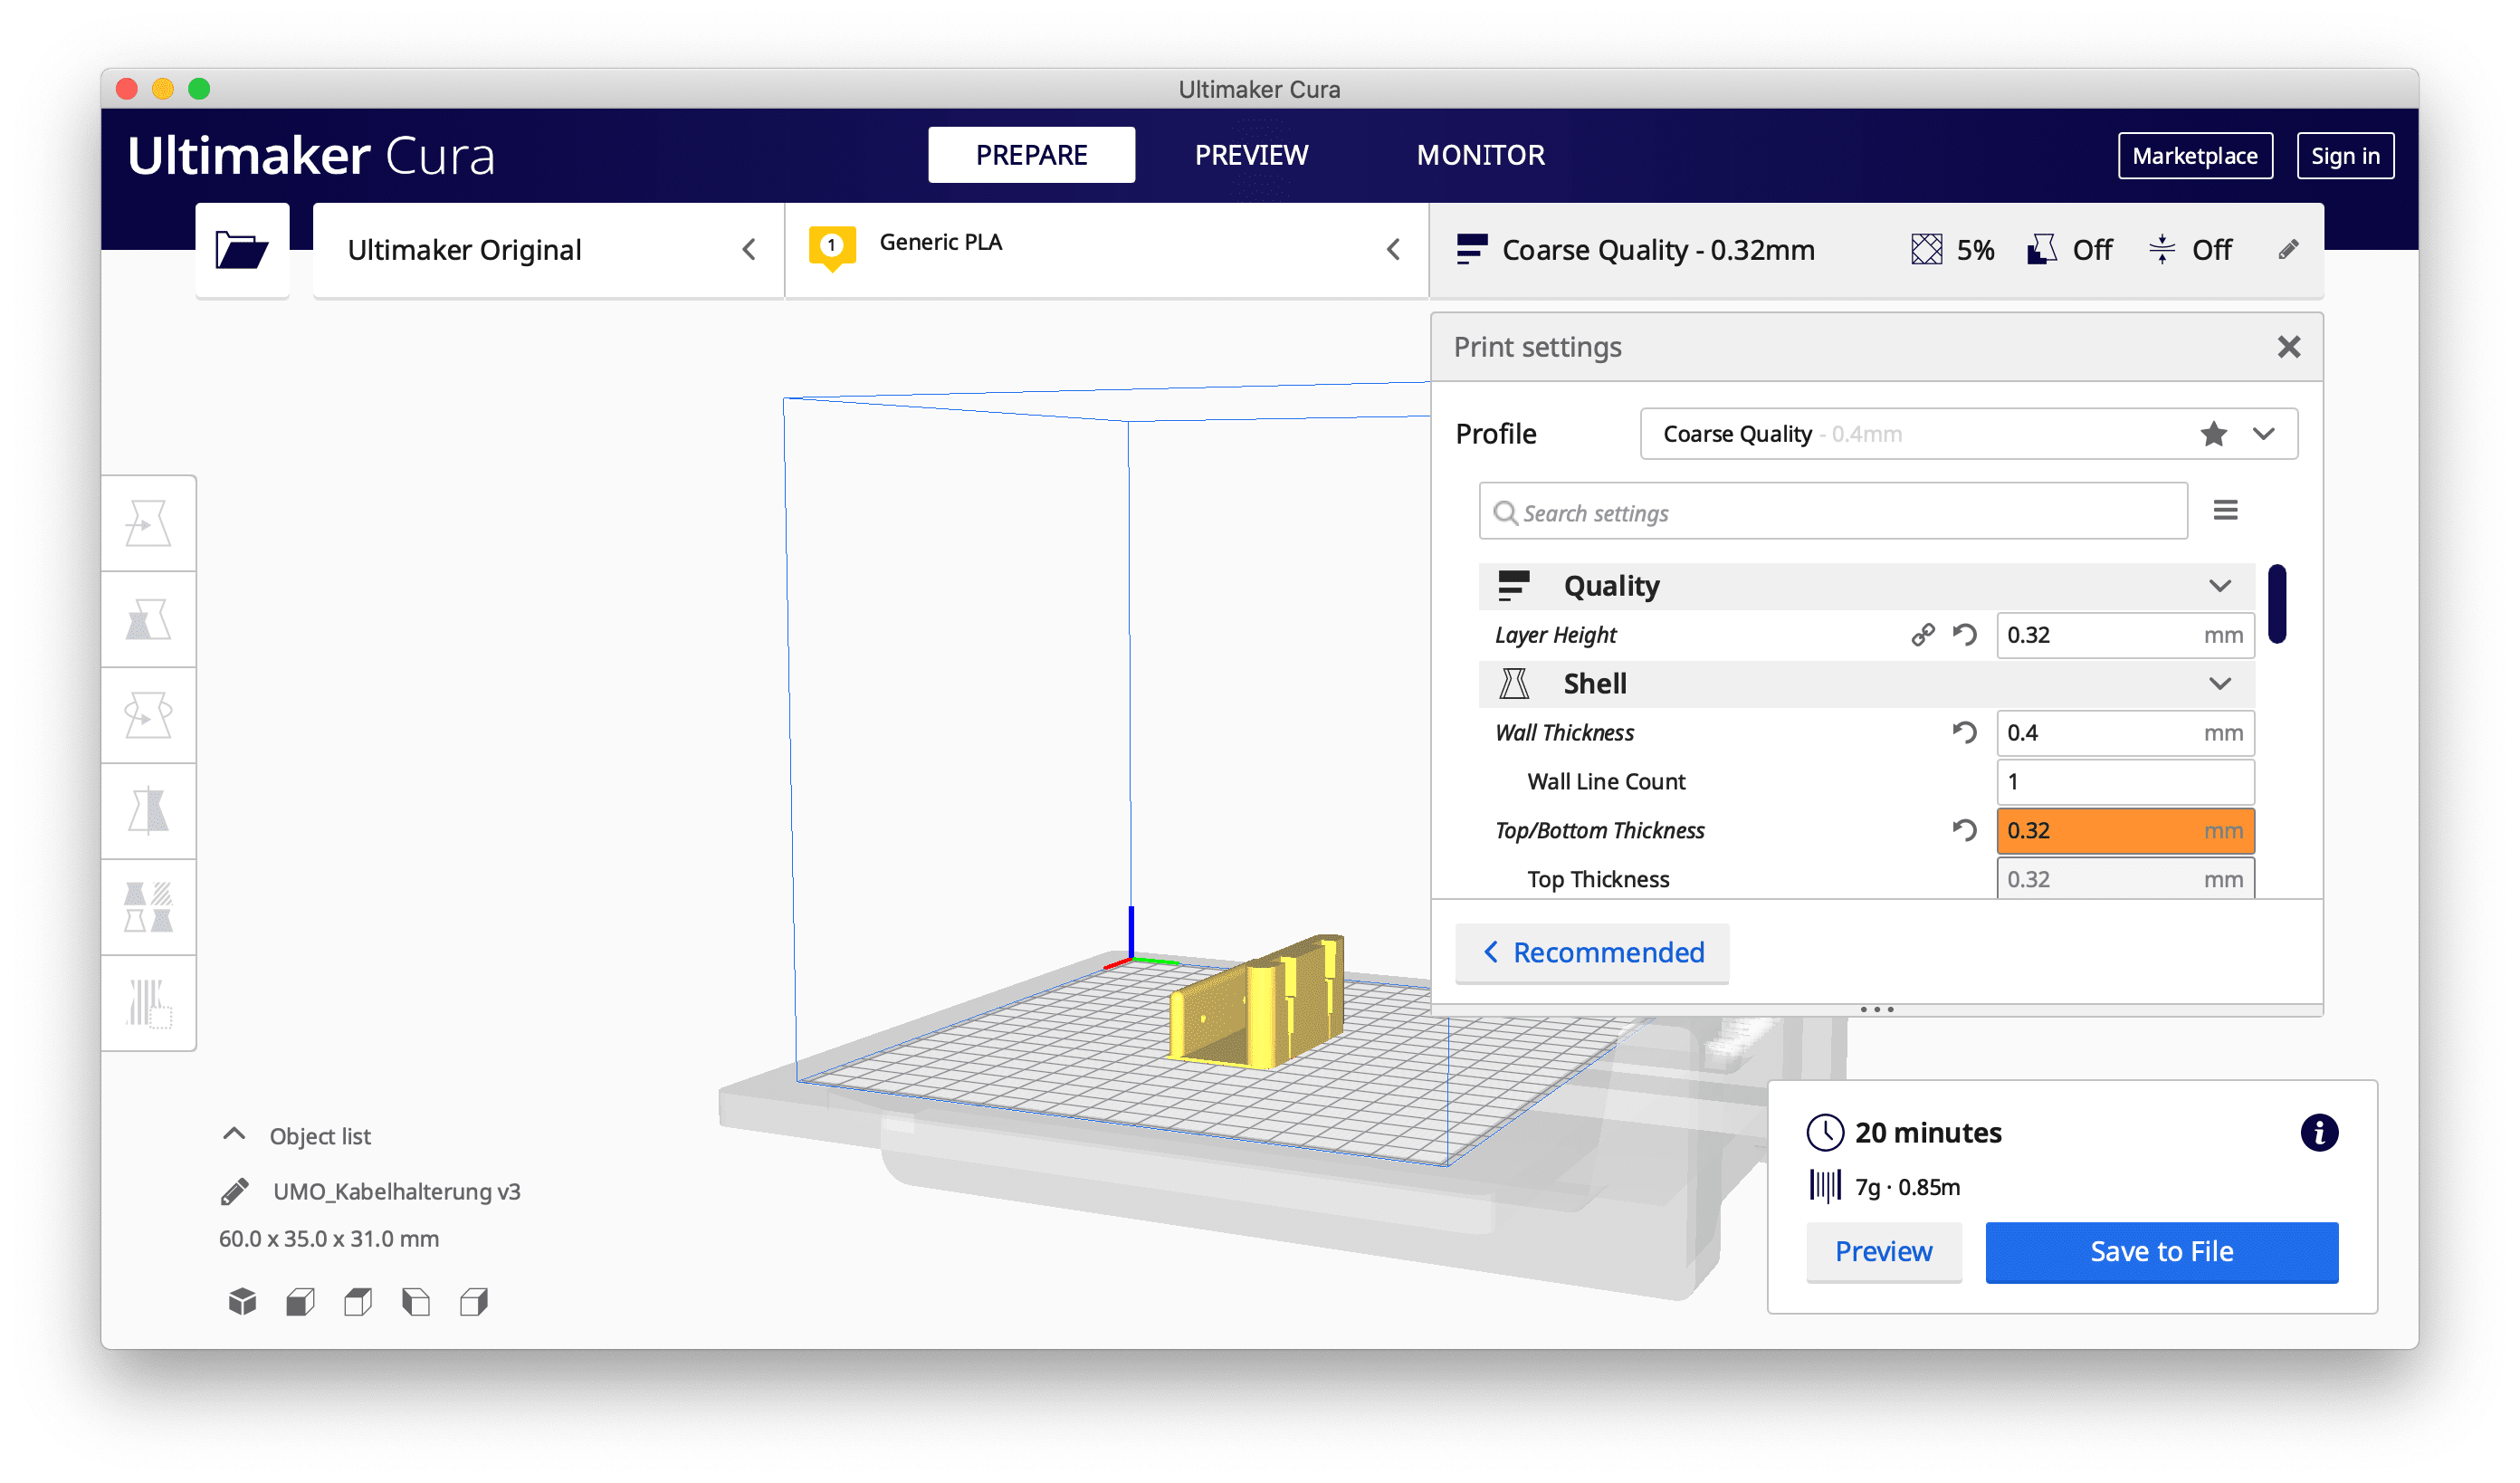 Ultimaker Cura
Ultimaker Cura
PREPARE
PREVIEW
MONITOR
Marketplace
Sign in
Ultimaker Original
1
Generic PLA
Coarse Quality - 0.32mm
5%
Off
Off
Print settings
Profile
Coarse Quality - 0.4mm
Search settings
Quality
Layer Height
0.32 mm
Shell
Wall Thickness
0.4 mm
Wall Line Count
1
Top/Bottom Thickness
0.32 mm
Top Thickness
0.32 mm
Recommended
Object list
UMO_Kabelhalterung v3
60.0 x 35.0 x 31.0 mm
20 minutes
7g · 0.85m
Preview
Save to File